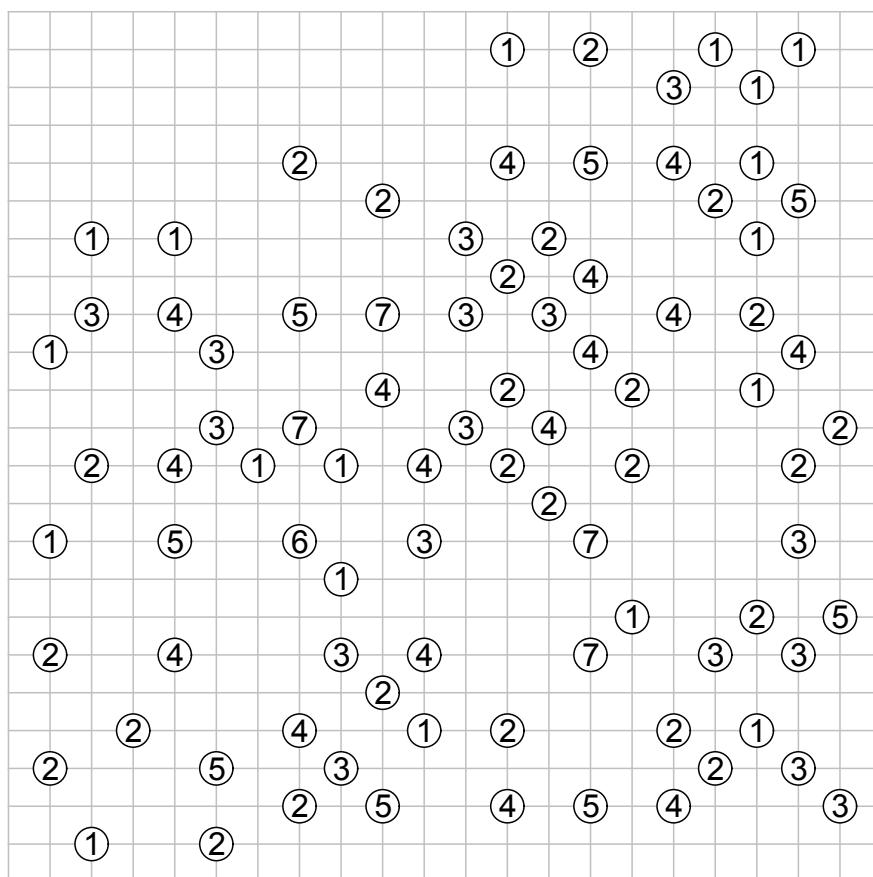 1 2 1 1
3 1
2 4 5 4 1
2 2 5
1 1 3 2 1
2 4
3 4 5 7 3 3 4 2
1 3 4 4
4 2 2 1
3 7 3 4 2
2 4 1 1 4 2 2 2
2
1 5 6 3 7 3
1
1 2 5
2 4 3 4 7 3 3
2
2 4 1 2 2 1
2 5 3 2 3
2 5 4 5 4 3
1 2